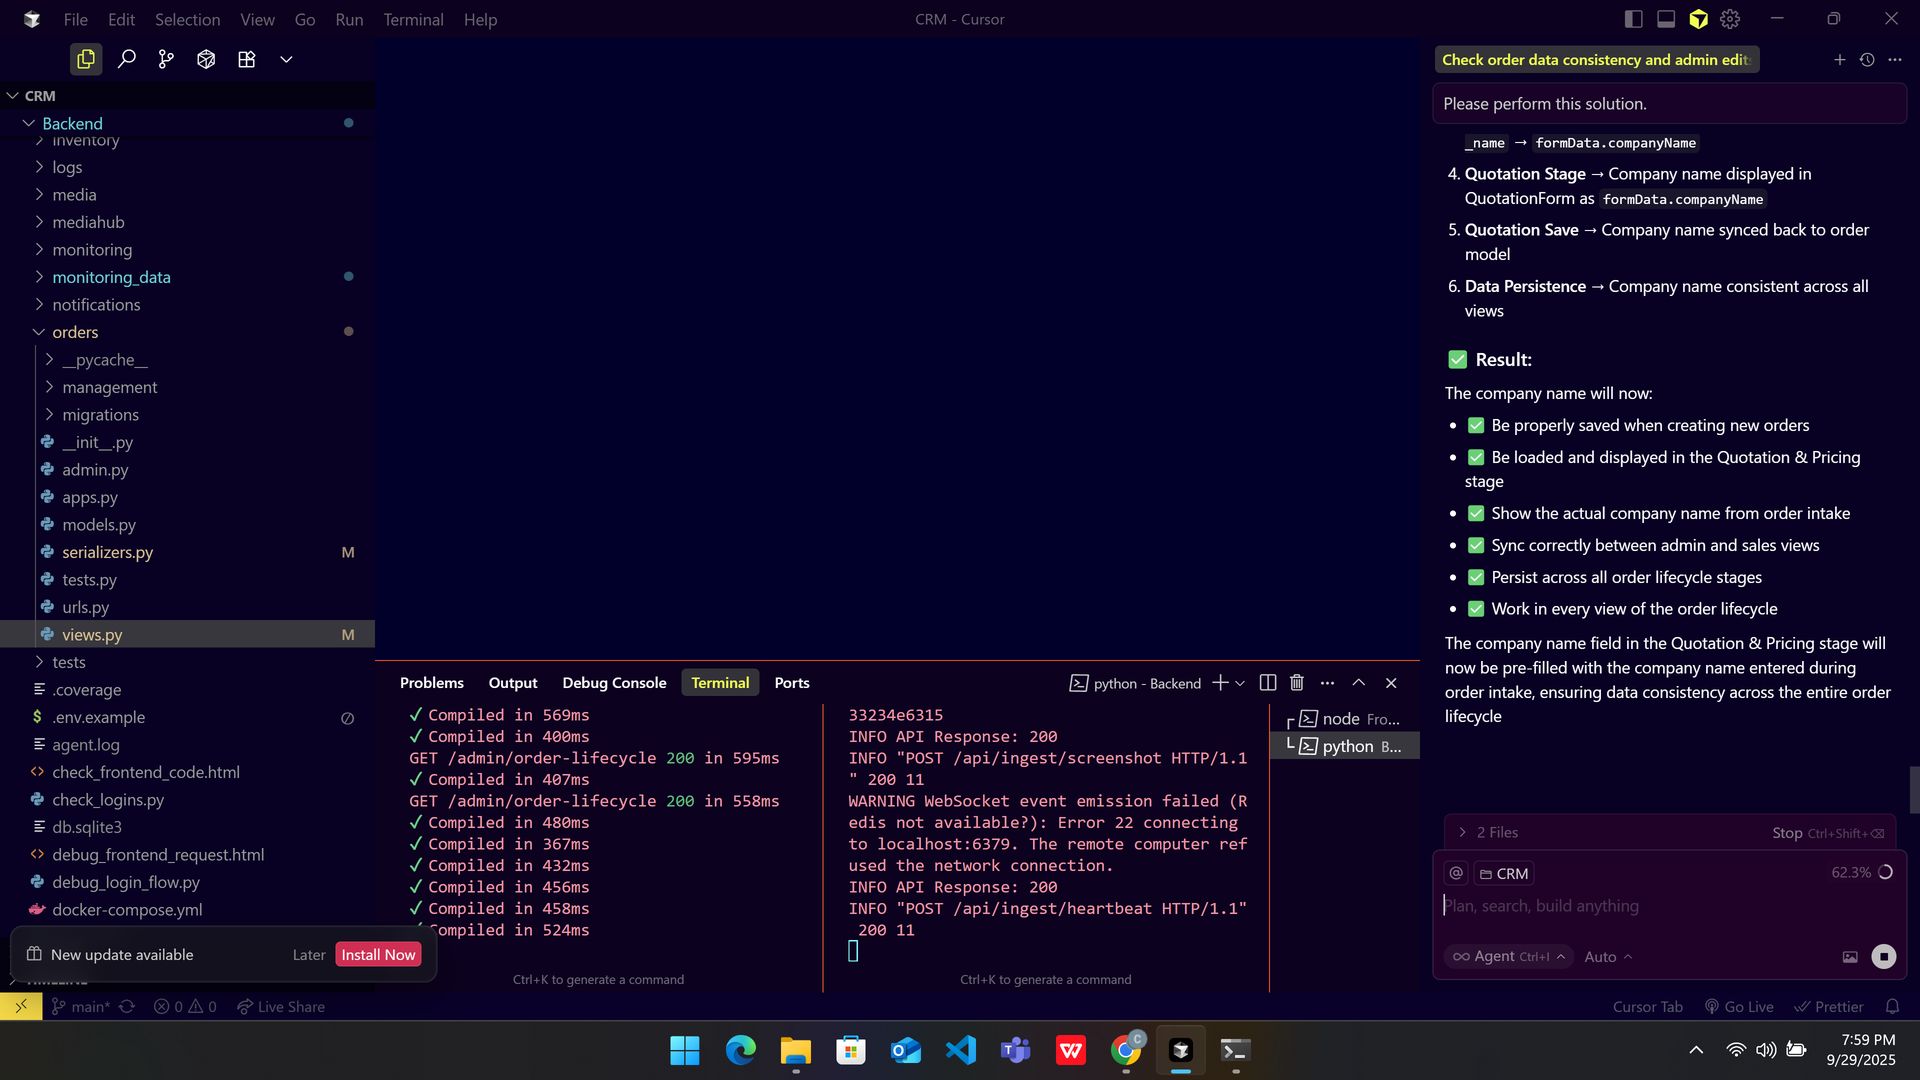 File Edit Selection View Go Run Terminal Help
CRM - Cursor
CRM
Backend
inventory
logs
media
mediahub
monitoring
monitoring_data
notifications
orders
__pycache__
management
migrations
__init__.py
admin.py
apps.py
models.py
serializers.py M
tests.py
urls.py
views.py M
tests
.coverage
$ .env.example
agent.log
check_frontend_code.html
check_logins.py
db.sqlite3
debug_frontend_request.html
debug_login_flow.py
docker-compose.yml
New update available Later Install Now
main* 0 0 Live Share
Problems Output Debug Console Terminal Ports
python - Backend
✓ Compiled in 569ms
✓ Compiled in 400ms
GET /admin/order-lifecycle 200 in 595ms
✓ Compiled in 407ms
GET /admin/order-lifecycle 200 in 558ms
✓ Compiled in 480ms
✓ Compiled in 367ms
✓ Compiled in 432ms
✓ Compiled in 456ms
✓ Compiled in 458ms
Compiled in 524ms
Ctrl+K to generate a command
33234e6315
INFO API Response: 200
INFO "POST /api/ingest/screenshot HTTP/1.1
" 200 11
WARNING WebSocket event emission failed (R
edis not available?): Error 22 connecting
to localhost:6379. The remote computer ref
used the network connection.
INFO API Response: 200
INFO "POST /api/ingest/heartbeat HTTP/1.1"
200 11
Ctrl+K to generate a command
node Fro...
python B...
Check order data consistency and admin edit
Please perform this solution.
_name → formData.companyName
4. Quotation Stage → Company name displayed in
QuotationForm as formData.companyName
5. Quotation Save → Company name synced back to order
model
6. Data Persistence → Company name consistent across all
views
✅ Result:
The company name will now:
• ✅ Be properly saved when creating new orders
• ✅ Be loaded and displayed in the Quotation & Pricing
stage
• ✅ Show the actual company name from order intake
• ✅ Sync correctly between admin and sales views
• ✅ Persist across all order lifecycle stages
• ✅ Work in every view of the order lifecycle
The company name field in the Quotation & Pricing stage will
now be pre-filled with the company name entered during
order intake, ensuring data consistency across the entire order
lifecycle
2 Files Stop Ctrl+Shift+⌫
@ CRM 62.3%
Plan, search, build anything
∞ Agent Ctrl+I Auto
Cursor Tab Go Live Prettier
7:59 PM
9/29/2025